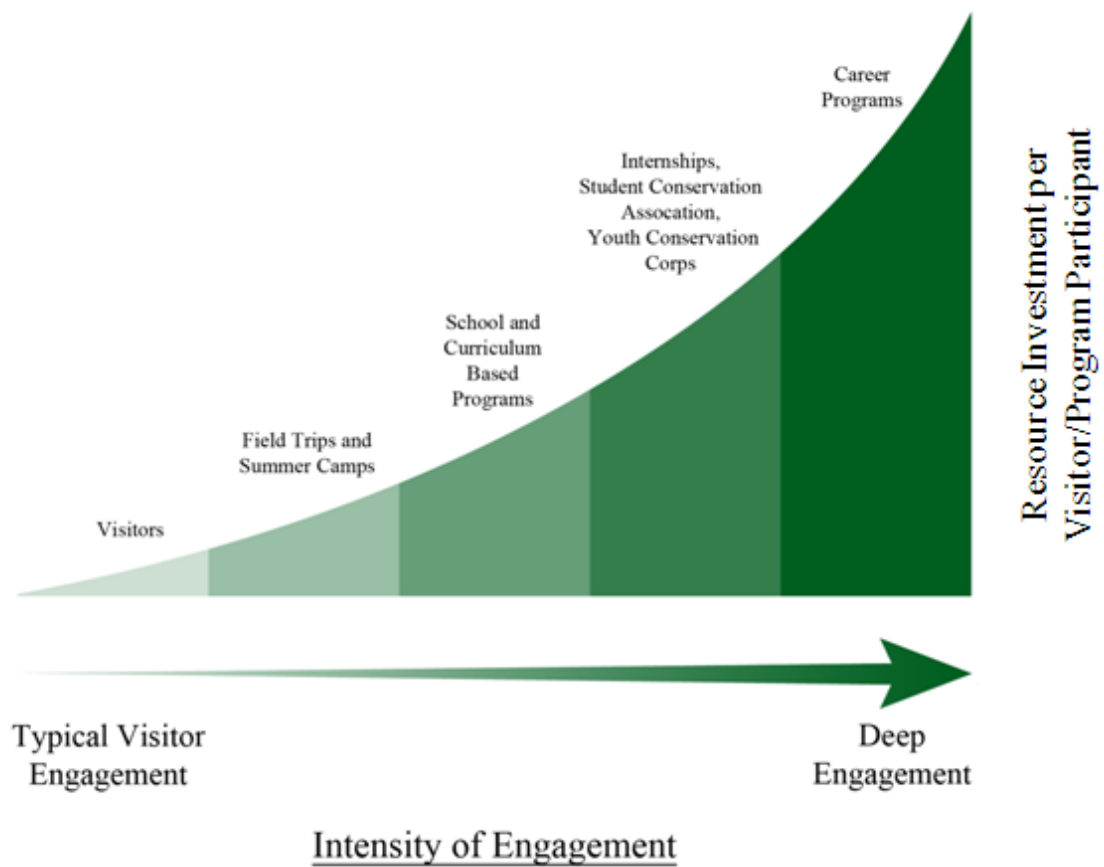 Career
Programs
Internships,
Student Conservation
Assocation,
Youth Conservation
Corps
School and
Curriculum
Based
Programs
Field Trips and
Summer Camps
Visitors
Resource Investment per
Visitor/Program Participant
Typical Visitor
Engagement
Deep
Engagement
Intensity of Engagement